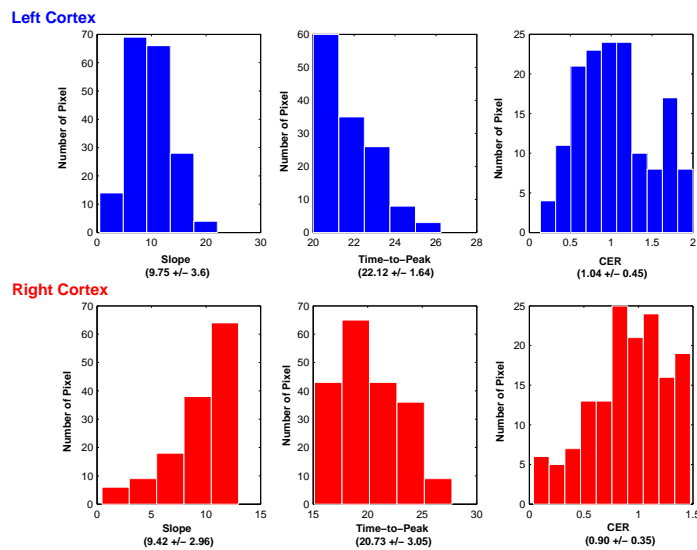 Left Cortex
70
60
50
40
30
20
10
0
Number of Pixel
0 10 20 30
Slope
(9.75 +/− 3.6)
60
50
40
30
20
10
0
Number of Pixel
20 22 24 26 28
Time−to−Peak
(22.12 +/− 1.64)
25
20
15
10
5
0
Number of Pixel
0 0.5 1 1.5 2
CER
(1.04 +/− 0.45)
Right Cortex
70
60
50
40
30
20
10
0
Number of Pixel
0 5 10 15
Slope
(9.42 +/− 2.96)
70
60
50
40
30
20
10
0
Number of Pixel
15 20 25 30
Time−to−Peak
(20.73 +/− 3.05)
25
20
15
10
5
0
Number of Pixel
0 0.5 1 1.5
CER
(0.90 +/− 0.35)